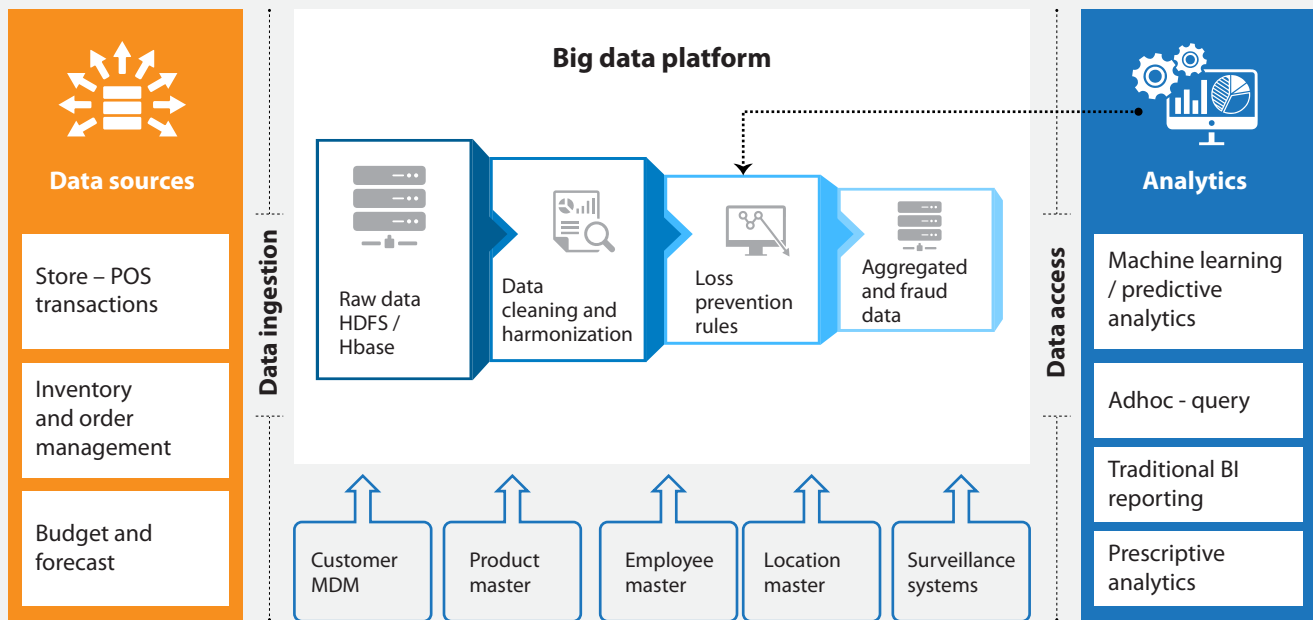 Big data platform
Data sources
Store – POS
transactions
Inventory
and order
management
Budget and
forecast
Data ingestion
Raw data
HDFS /
Hbase
Data
cleaning and
harmonization
Loss
prevention
rules
Aggregated
and fraud
data
Customer
MDM
Product
master
Employee
master
Location
master
Surveillance
systems
Data access
Analytics
Machine learning
/ predictive
analytics
Adhoc - query
Traditional BI
reporting
Prescriptive
analytics